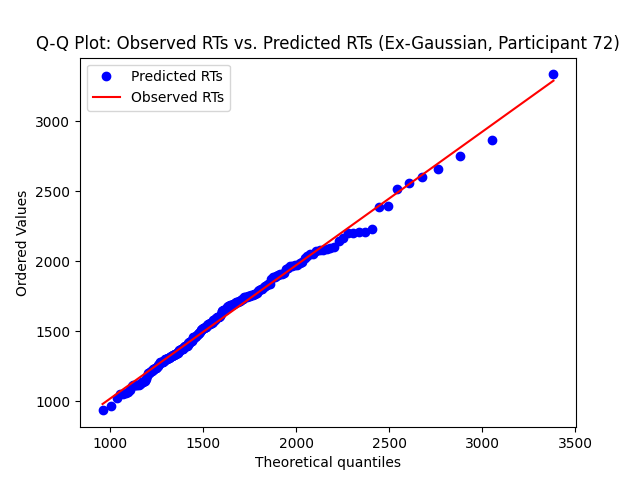 Q-Q Plot: Observed RTs vs. Predicted RTs (Ex-Gaussian, Participant 72)
Predicted RTs
Observed RTs
3000
2500
2000
1500
1000
Ordered Values
1000 1500 2000 2500 3000 3500
Theoretical quantiles